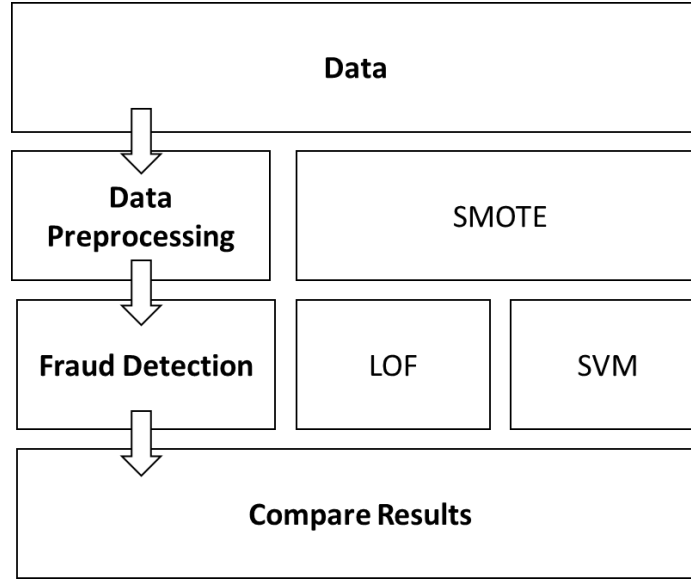 Data
Data
Preprocessing
SMOTE
Fraud Detection
LOF
SVM
Compare Results